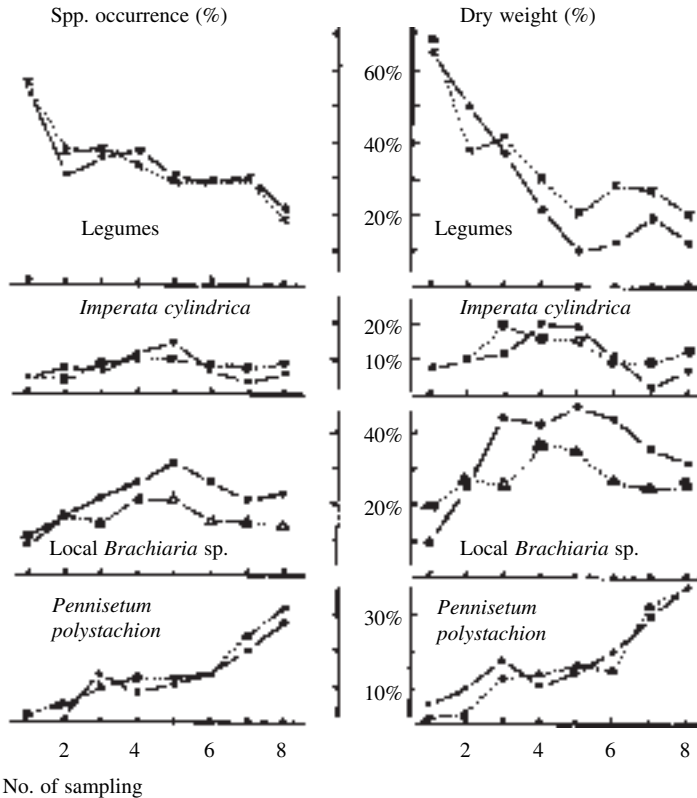 Spp. occurrence (%)
Dry weight (%)
60%
40%
20%
Legumes
Legumes
Imperata cylindrica
Imperata cylindrica
20%
10%
40%
20%
Local Brachiaria sp.
Local Brachiaria sp.
Pennisetum
polystachion
Pennisetum
polystachion
30%
10%
2 4 6 8
2 4 6 8
No. of sampling